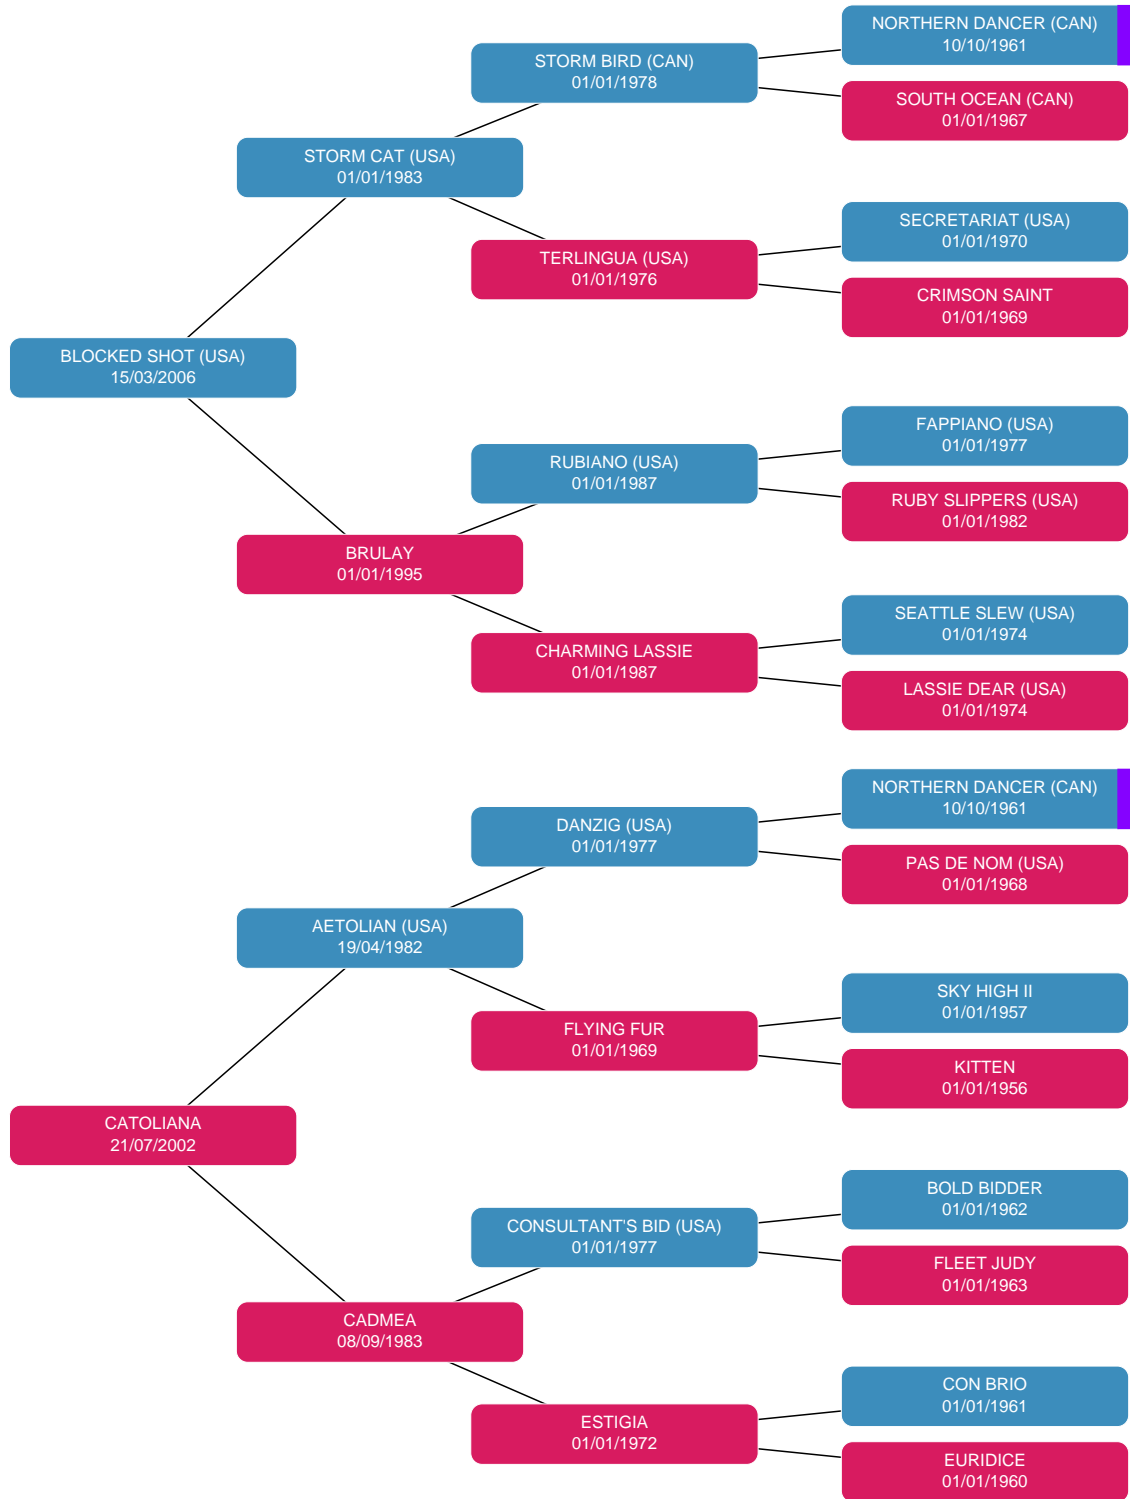 NORTHERN DANCER (CAN)
10/10/1961
STORM BIRD (CAN)
01/01/1978
SOUTH OCEAN (CAN)
01/01/1967
STORM CAT (USA)
01/01/1983
SECRETARIAT (USA)
01/01/1970
TERLINGUA (USA)
01/01/1976
CRIMSON SAINT
01/01/1969
BLOCKED SHOT (USA)
15/03/2006
FAPPIANO (USA)
01/01/1977
RUBIANO (USA)
01/01/1987
RUBY SLIPPERS (USA)
01/01/1982
BRULAY
01/01/1995
SEATTLE SLEW (USA)
01/01/1974
CHARMING LASSIE
01/01/1987
LASSIE DEAR (USA)
01/01/1974
NORTHERN DANCER (CAN)
10/10/1961
DANZIG (USA)
01/01/1977
PAS DE NOM (USA)
01/01/1968
AETOLIAN (USA)
19/04/1982
SKY HIGH II
01/01/1957
FLYING FUR
01/01/1969
KITTEN
01/01/1956
CATOLIANA
21/07/2002
BOLD BIDDER
01/01/1962
CONSULTANT'S BID (USA)
01/01/1977
FLEET JUDY
01/01/1963
CADMEA
08/09/1983
CON BRIO
01/01/1961
ESTIGIA
01/01/1972
EURIDICE
01/01/1960